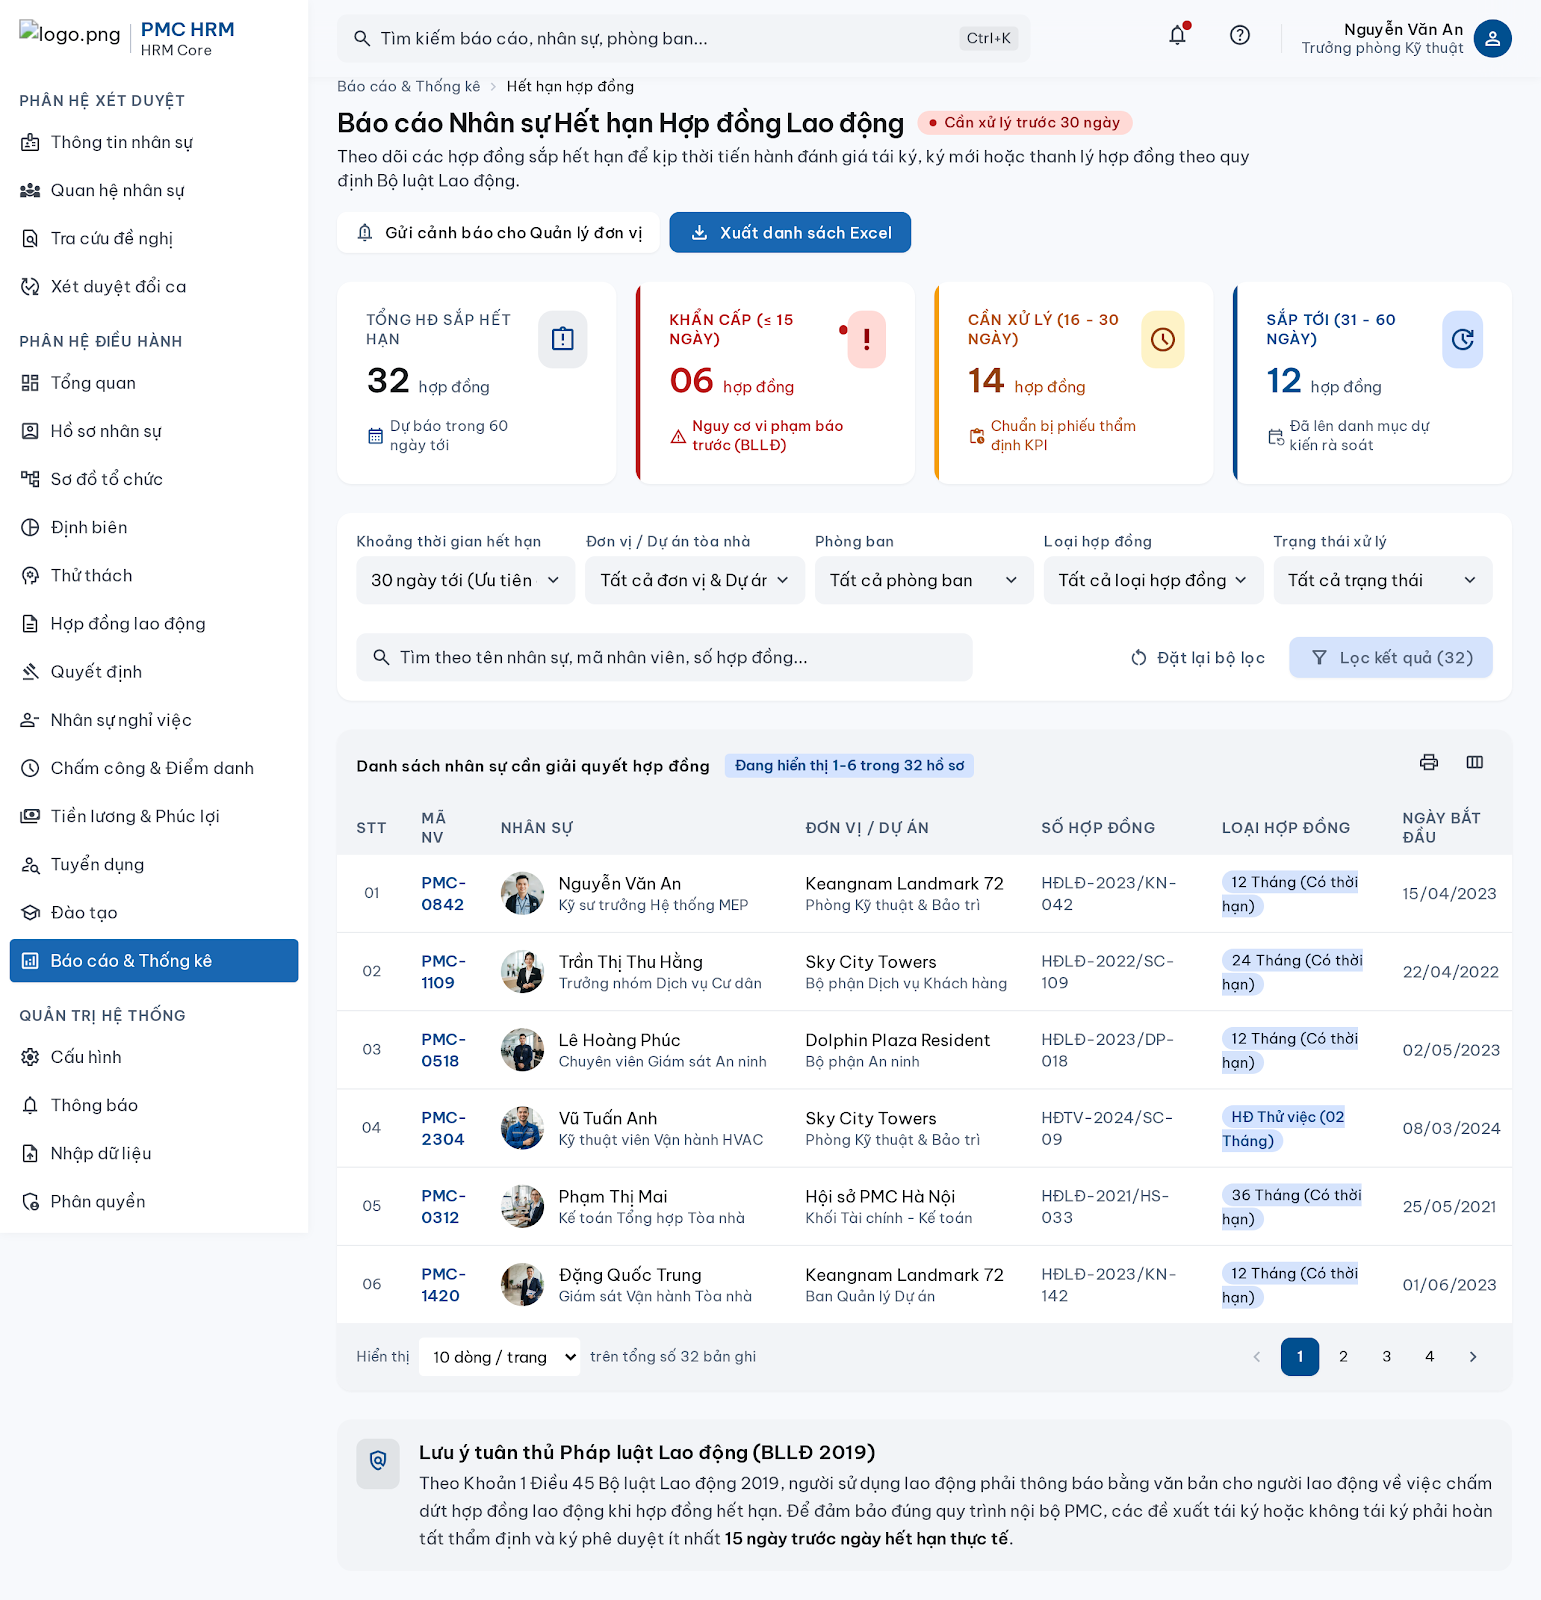 logo.png
PMC HRM
HRM Core
Tìm kiếm báo cáo, nhân sự, phòng ban...
Ctrl+K
Nguyễn Văn An
Trưởng phòng Kỹ thuật
PHÂN HỆ XÉT DUYỆT
Thông tin nhân sự
Quan hệ nhân sự
Tra cứu đề nghị
Xét duyệt đổi ca
PHÂN HỆ ĐIỀU HÀNH
Tổng quan
Hồ sơ nhân sự
Sơ đồ tổ chức
Định biên
Thử thách
Hợp đồng lao động
Quyết định
Nhân sự nghỉ việc
Chấm công & Điểm danh
Tiền lương & Phúc lợi
Tuyển dụng
Đào tạo
Báo cáo & Thống kê
QUẢN TRỊ HỆ THỐNG
Cấu hình
Thông báo
Nhập dữ liệu
Phân quyền
Báo cáo & Thống kê > Hết hạn hợp đồng
Báo cáo Nhân sự Hết hạn Hợp đồng Lao động
Cần xử lý trước 30 ngày
Theo dõi các hợp đồng sắp hết hạn để kịp thời tiến hành đánh giá tái ký, ký mới hoặc thanh lý hợp đồng theo quy
định Bộ luật Lao động.
Gửi cảnh báo cho Quản lý đơn vị
Xuất danh sách Excel
TỔNG HĐ SẮP HẾT
HẠN
32 hợp đồng
Dự báo trong 60
ngày tới
KHẨN CẤP (≤ 15
NGÀY)
06 hợp đồng
Nguy cơ vi phạm báo
trước (BLLĐ)
CẦN XỬ LÝ (16 - 30
NGÀY)
14 hợp đồng
Chuẩn bị phiếu thẩm
định KPI
SẮP TỚI (31 - 60
NGÀY)
12 hợp đồng
Đã lên danh mục dự
kiến rà soát
Khoảng thời gian hết hạn
30 ngày tới (Ưu tiên
Đơn vị / Dự án tòa nhà
Tất cả đơn vị & Dự án
Phòng ban
Tất cả phòng ban
Loại hợp đồng
Tất cả loại hợp đồng
Trạng thái xử lý
Tất cả trạng thái
Tìm theo tên nhân sự, mã nhân viên, số hợp đồng...
Đặt lại bộ lọc
Lọc kết quả (32)
Danh sách nhân sự cần giải quyết hợp đồng
Đang hiển thị 1-6 trong 32 hồ sơ
STT
MÃ
NV
NHÂN SỰ
ĐƠN VỊ / DỰ ÁN
SỐ HỢP ĐỒNG
LOẠI HỢP ĐỒNG
NGÀY BẮT
ĐẦU
01
PMC-
0842
Nguyễn Văn An
Kỹ sư trưởng Hệ thống MEP
Keangnam Landmark 72
Phòng Kỹ thuật & Bảo trì
HĐLĐ-2023/KN-
042
12 Tháng (Có thời
hạn)
15/04/2023
02
PMC-
1109
Trần Thị Thu Hằng
Trưởng nhóm Dịch vụ Cư dân
Sky City Towers
Bộ phận Dịch vụ Khách hàng
HĐLĐ-2022/SC-
109
24 Tháng (Có thời
hạn)
22/04/2022
03
PMC-
0518
Lê Hoàng Phúc
Chuyên viên Giám sát An ninh
Dolphin Plaza Resident
Bộ phận An ninh
HĐLĐ-2023/DP-
018
12 Tháng (Có thời
hạn)
02/05/2023
04
PMC-
2304
Vũ Tuấn Anh
Kỹ thuật viên Vận hành HVAC
Sky City Towers
Phòng Kỹ thuật & Bảo trì
HĐTV-2024/SC-
09
HĐ Thử việc (02
Tháng)
08/03/2024
05
PMC-
0312
Phạm Thị Mai
Kế toán Tổng hợp Tòa nhà
Hội sở PMC Hà Nội
Khối Tài chính - Kế toán
HĐLĐ-2021/HS-
033
36 Tháng (Có thời
hạn)
25/05/2021
06
PMC-
1420
Đặng Quốc Trung
Giám sát Vận hành Tòa nhà
Keangnam Landmark 72
Ban Quản lý Dự án
HĐLĐ-2023/KN-
142
12 Tháng (Có thời
hạn)
01/06/2023
Hiển thị 10 dòng / trang trên tổng số 32 bản ghi
1 2 3 4
Lưu ý tuân thủ Pháp luật Lao động (BLLĐ 2019)
Theo Khoản 1 Điều 45 Bộ luật Lao động 2019, người sử dụng lao động phải thông báo bằng văn bản cho người lao động về việc chấm
dứt hợp đồng lao động khi hợp đồng hết hạn. Để đảm bảo đúng quy trình nội bộ PMC, các đề xuất tái ký hoặc không tái ký phải hoàn
tất thẩm định và ký phê duyệt ít nhất 15 ngày trước ngày hết hạn thực tế.